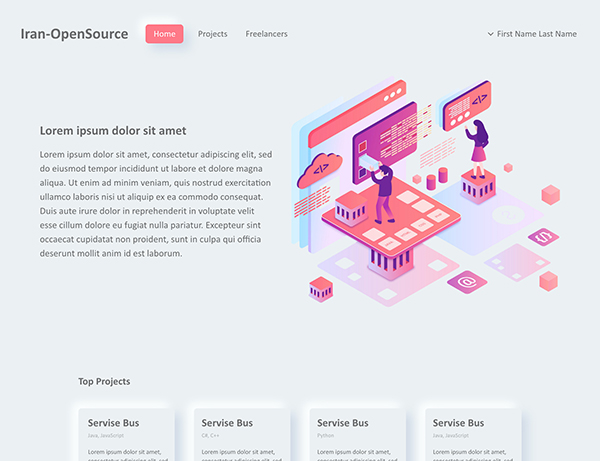 Iran-OpenSource Home Projects Freelancers First Name Last Name
Lorem ipsum dolor sit amet
Lorem ipsum dolor sit amet, consectetur adipiscing elit, sed
do eiusmod tempor incididunt ut labore et dolore magna
aliqua. Ut enim ad minim veniam, quis nostrud exercitation
ullamco laboris nisi ut aliquip ex ea commodo consequat.
Duis aute irure dolor in reprehenderit in voluptate velit
esse cillum dolore eu fugiat nulla pariatur. Excepteur sint
occaecat cupidatat non proident, sunt in culpa qui officia
deserunt mollit anim id est laborum.
</>
</>
</>
@
Top Projects
Servise Bus Servise Bus Servise Bus Servise Bus
Java, JavaScript C#, C++ Python Java, JavaScript
Lorem ipsum dolor sit amet, Lorem ipsum dolor sit amet, Lorem ipsum dolor sit amet, Lorem ipsum dolor sit amet,